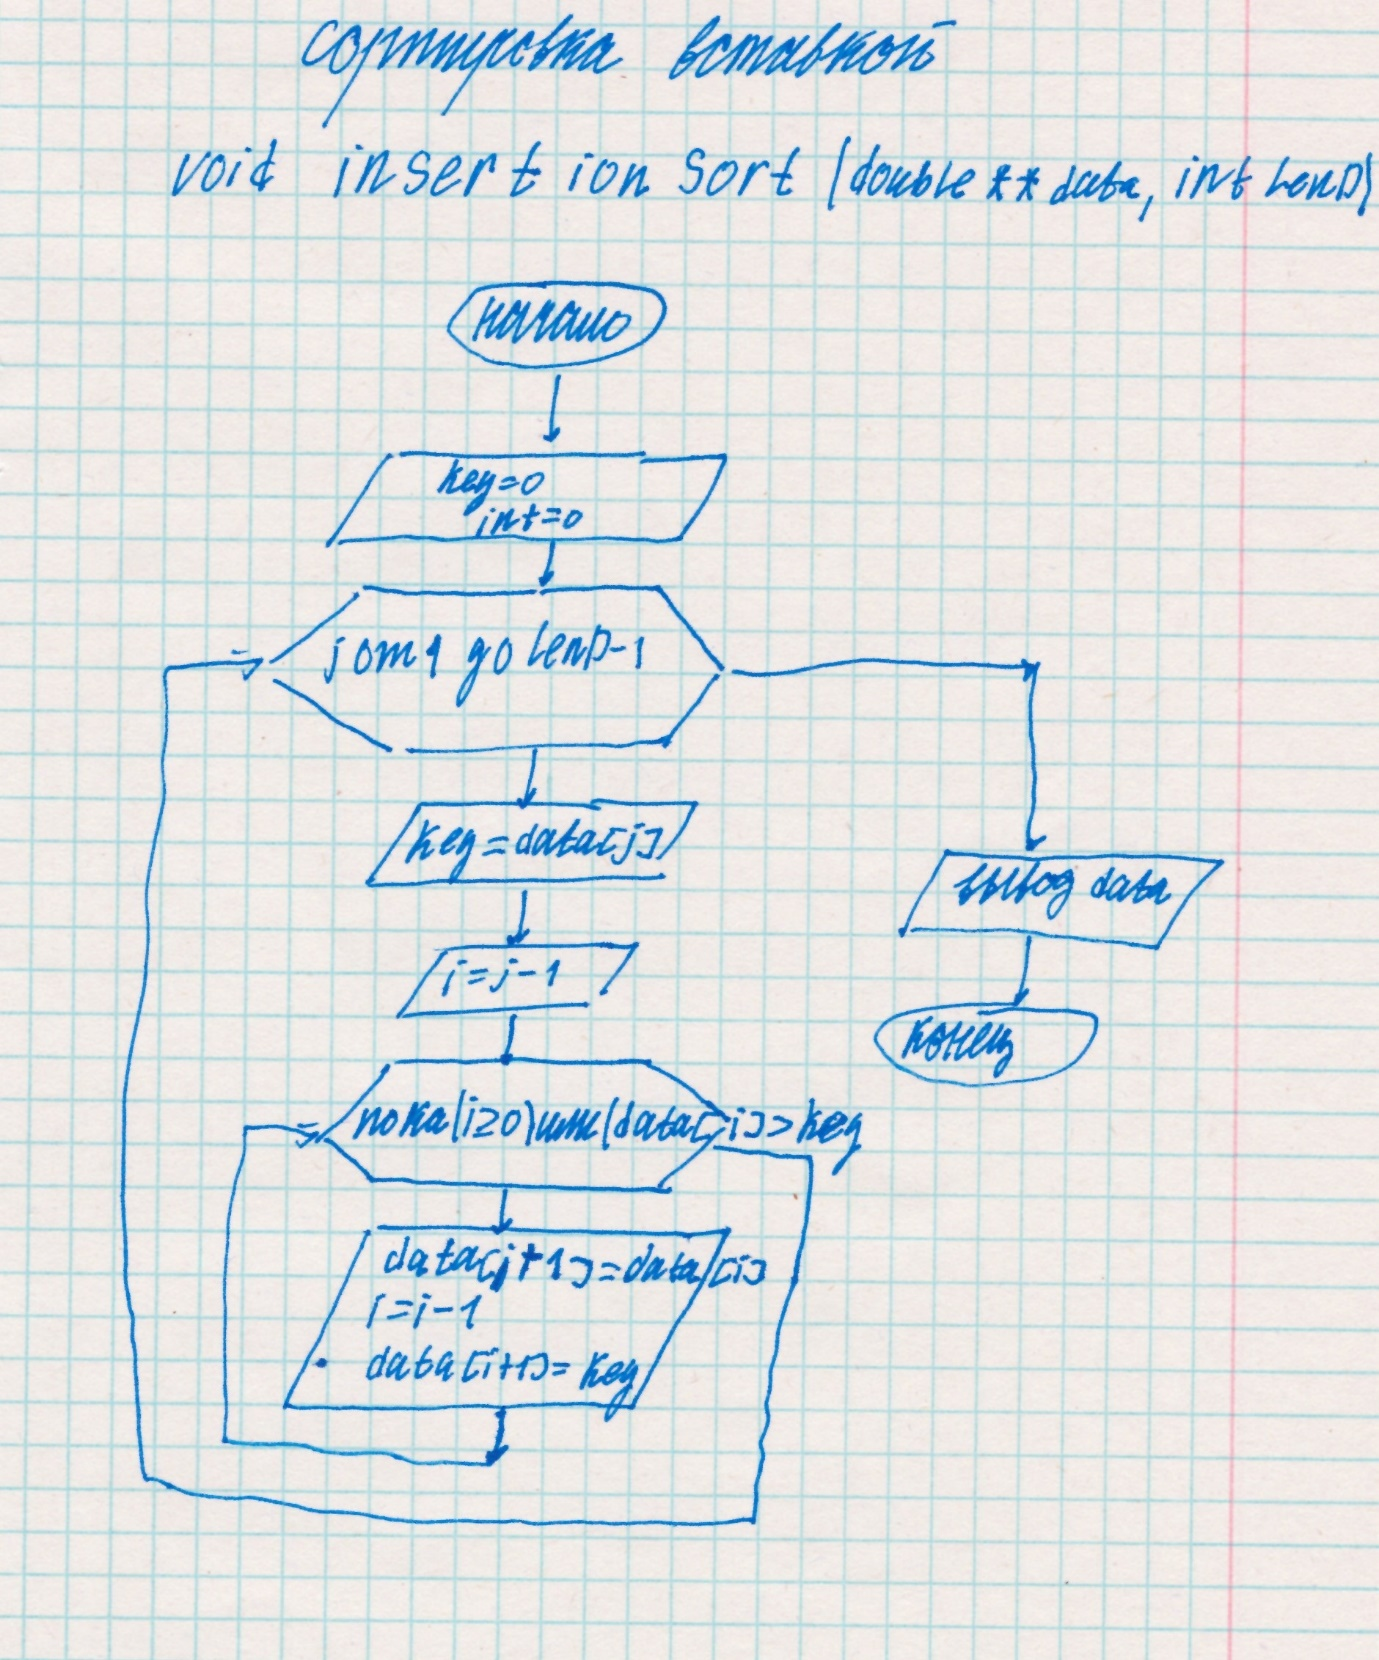 сортировка вставкой
void insertion Sort (double ** data, int lenD)
начало
key=0
int=0
j от 1 до lenD-1
key=data[j]
вывод data
i=j-1
конец
пока(i≥0)или(data[i]>key
data[j+1]=data[i]
i=i-1
data[i+1]=key